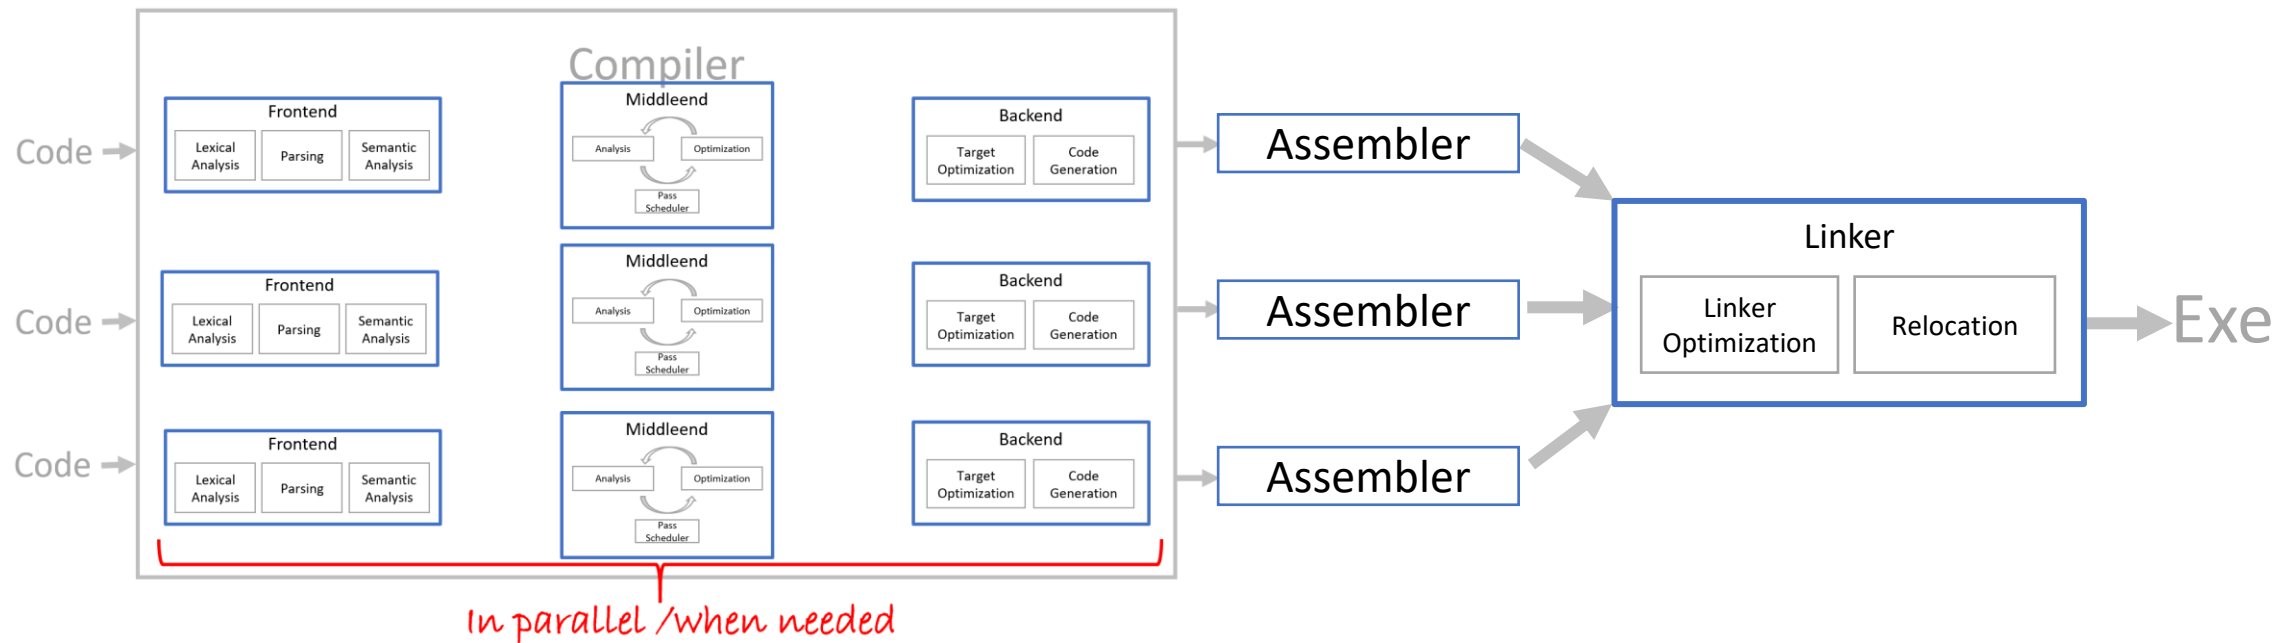 Compiler
Code
Frontend
Lexical
Analysis
Parsing
Semantic
Analysis
Middleend
Analysis
Optimization
Pass
Scheduler
Backend
Target
Optimization
Code
Generation
Assembler
Code
Frontend
Lexical
Analysis
Parsing
Semantic
Analysis
Middleend
Analysis
Optimization
Pass
Scheduler
Backend
Target
Optimization
Code
Generation
Assembler
Code
Frontend
Lexical
Analysis
Parsing
Semantic
Analysis
Middleend
Analysis
Optimization
Pass
Scheduler
Backend
Target
Optimization
Code
Generation
Assembler
Linker
Linker
Optimization
Relocation
Exe
In parallel /when needed